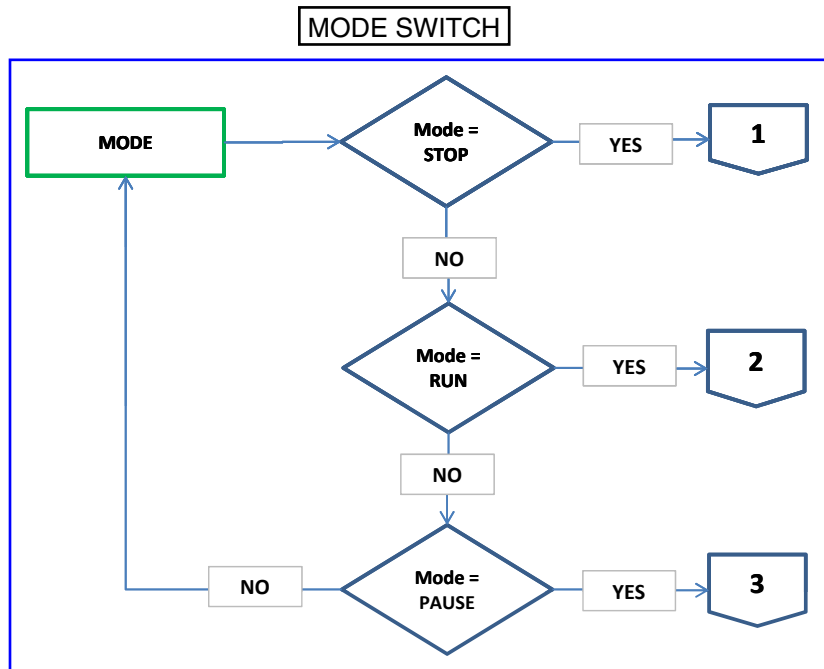 MODE SWITCH
MODE
Mode =
STOP
YES
1
NO
Mode =
RUN
YES
2
NO
Mode =
PAUSE
YES
3
NO